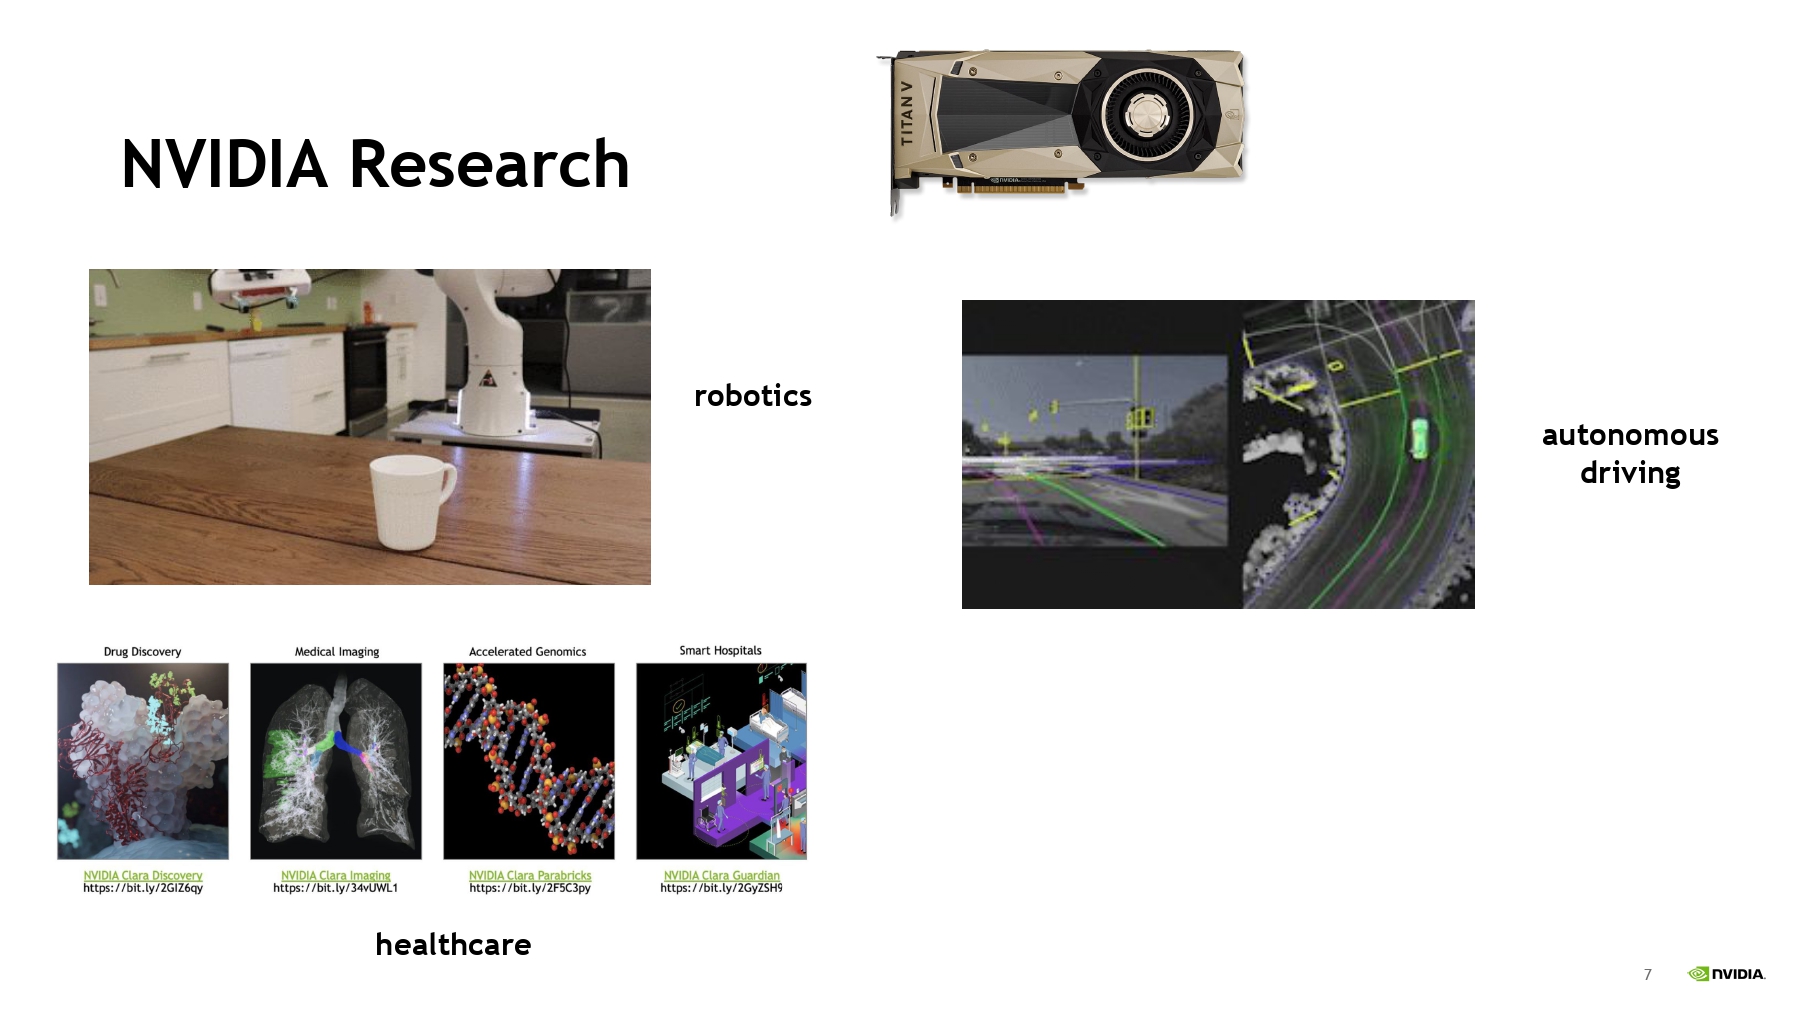 TITAN V
NVIDIA.
NVIDIA Research
robotics
autonomous
driving
Drug Discovery
Medical Imaging
Accelerated Genomics
Smart Hospitals
NVIDIA Clara Discovery
https://bit.ly/2GIZ6qy
NVIDIA Clara Imaging
https://bit.ly/34vUWL1
NVIDIA Clara Parabricks
https://bit.ly/2F5C3py
NVIDIA Clara Guardian
https://bit.ly/2GyZSH9
healthcare
7
NVIDIA.